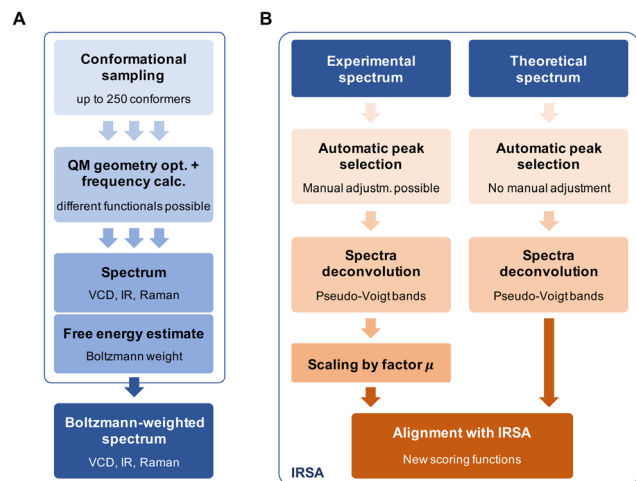 A
Conformational
sampling
up to 250 conformers
QM geometry opt. +
frequency calc.
different functionals possible
Spectrum
VCD, IR, Raman
Free energy estimate
Boltzmann weight
Boltzmann-weighted
spectrum
VCD, IR, Raman
B
Experimental
spectrum
Theoretical
spectrum
Automatic peak
selection
Manual adjustm. possible
Automatic peak
selection
No manual adjustment
Spectra
deconvolution
Pseudo-Voigt bands
Spectra
deconvolution
Pseudo-Voigt bands
Scaling by factor μ
Alignment with IRSA
New scoring functions
IRSA